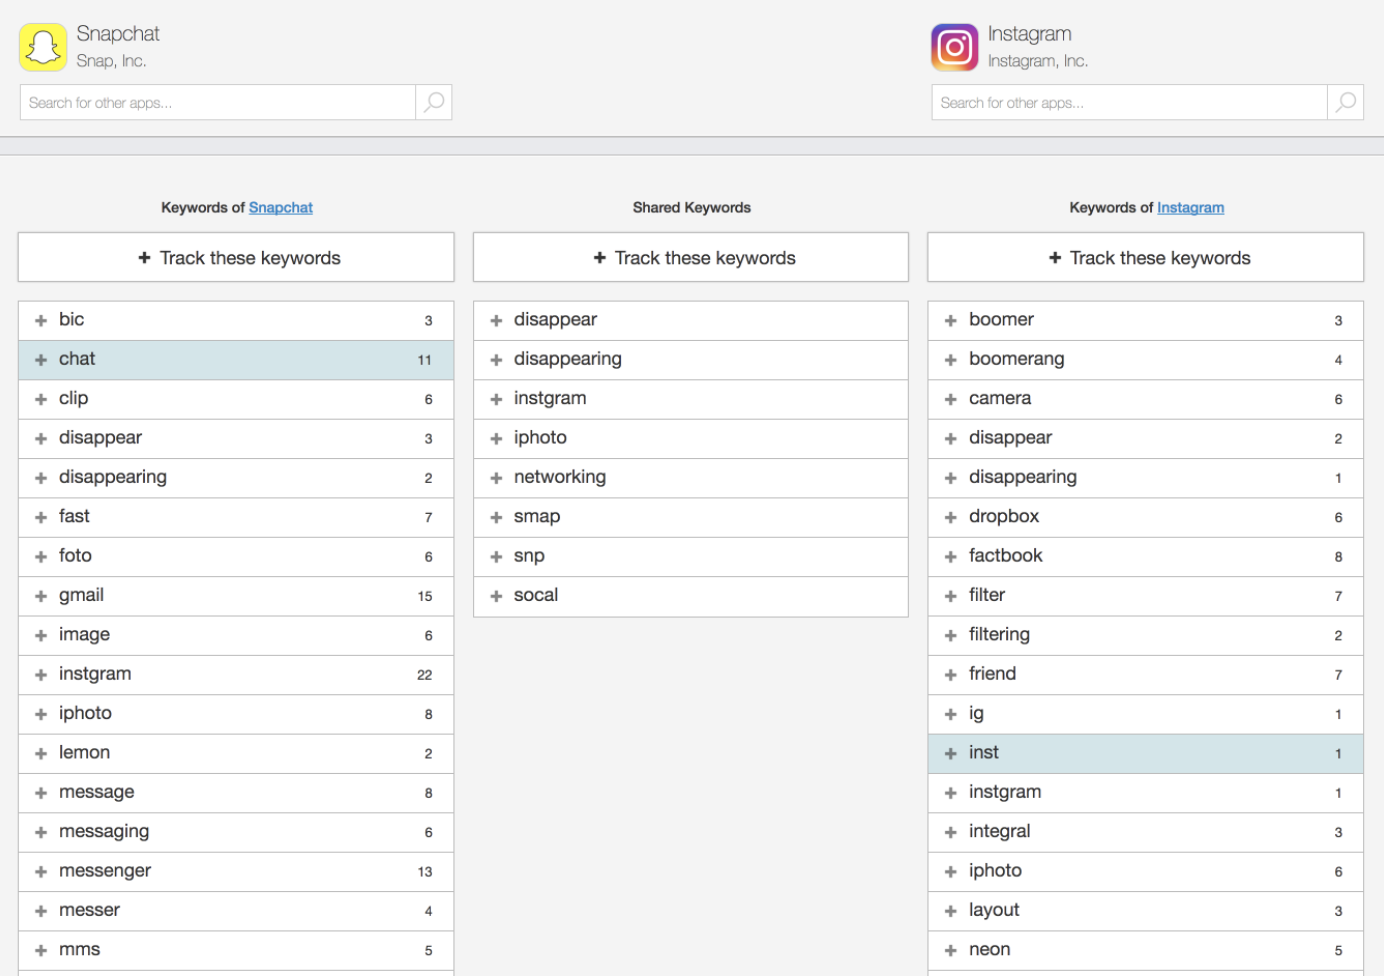 Snapchat
Snap, Inc.
Search for other apps...
Instagram
Instagram, Inc.
Search for other apps...
Keywords of Snapchat
+ Track these keywords
+ bic 3
+ chat 11
+ clip 6
+ disappear 3
+ disappearing 2
+ fast 7
+ foto 6
+ gmail 15
+ image 6
+ instgram 22
+ iphoto 8
+ lemon 2
+ message 8
+ messaging 6
+ messenger 13
+ messer 4
+ mms 5
Shared Keywords
+ Track these keywords
+ disappear
+ disappearing
+ instgram
+ iphoto
+ networking
+ smap
+ snp
+ socal
Keywords of Instagram
+ Track these keywords
+ boomer 3
+ boomerang 4
+ camera 6
+ disappear 2
+ disappearing 1
+ dropbox 6
+ factbook 8
+ filter 7
+ filtering 2
+ friend 7
+ ig 1
+ inst 1
+ instgram 1
+ integral 3
+ iphoto 6
+ layout 3
+ neon 5